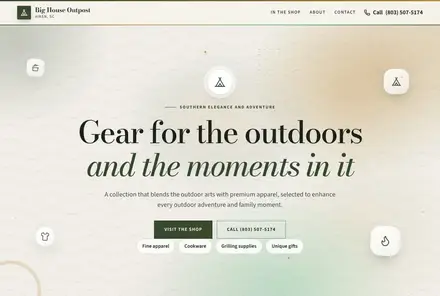 Big House Outpost
AIKEN, SC
IN THE SHOP
ABOUT
CONTACT
Call (803) 507-5174
SOUTHERN ELEGANCE AND ADVENTURE
Gear for the outdoors
and the moments in it
A collection that blends the outdoor arts with premium apparel, selected to enhance
every outdoor adventure and family moment.
VISIT THE SHOP
CALL (803) 507-5174
Fine apparel
Cookware
Grilling supplies
Unique gifts